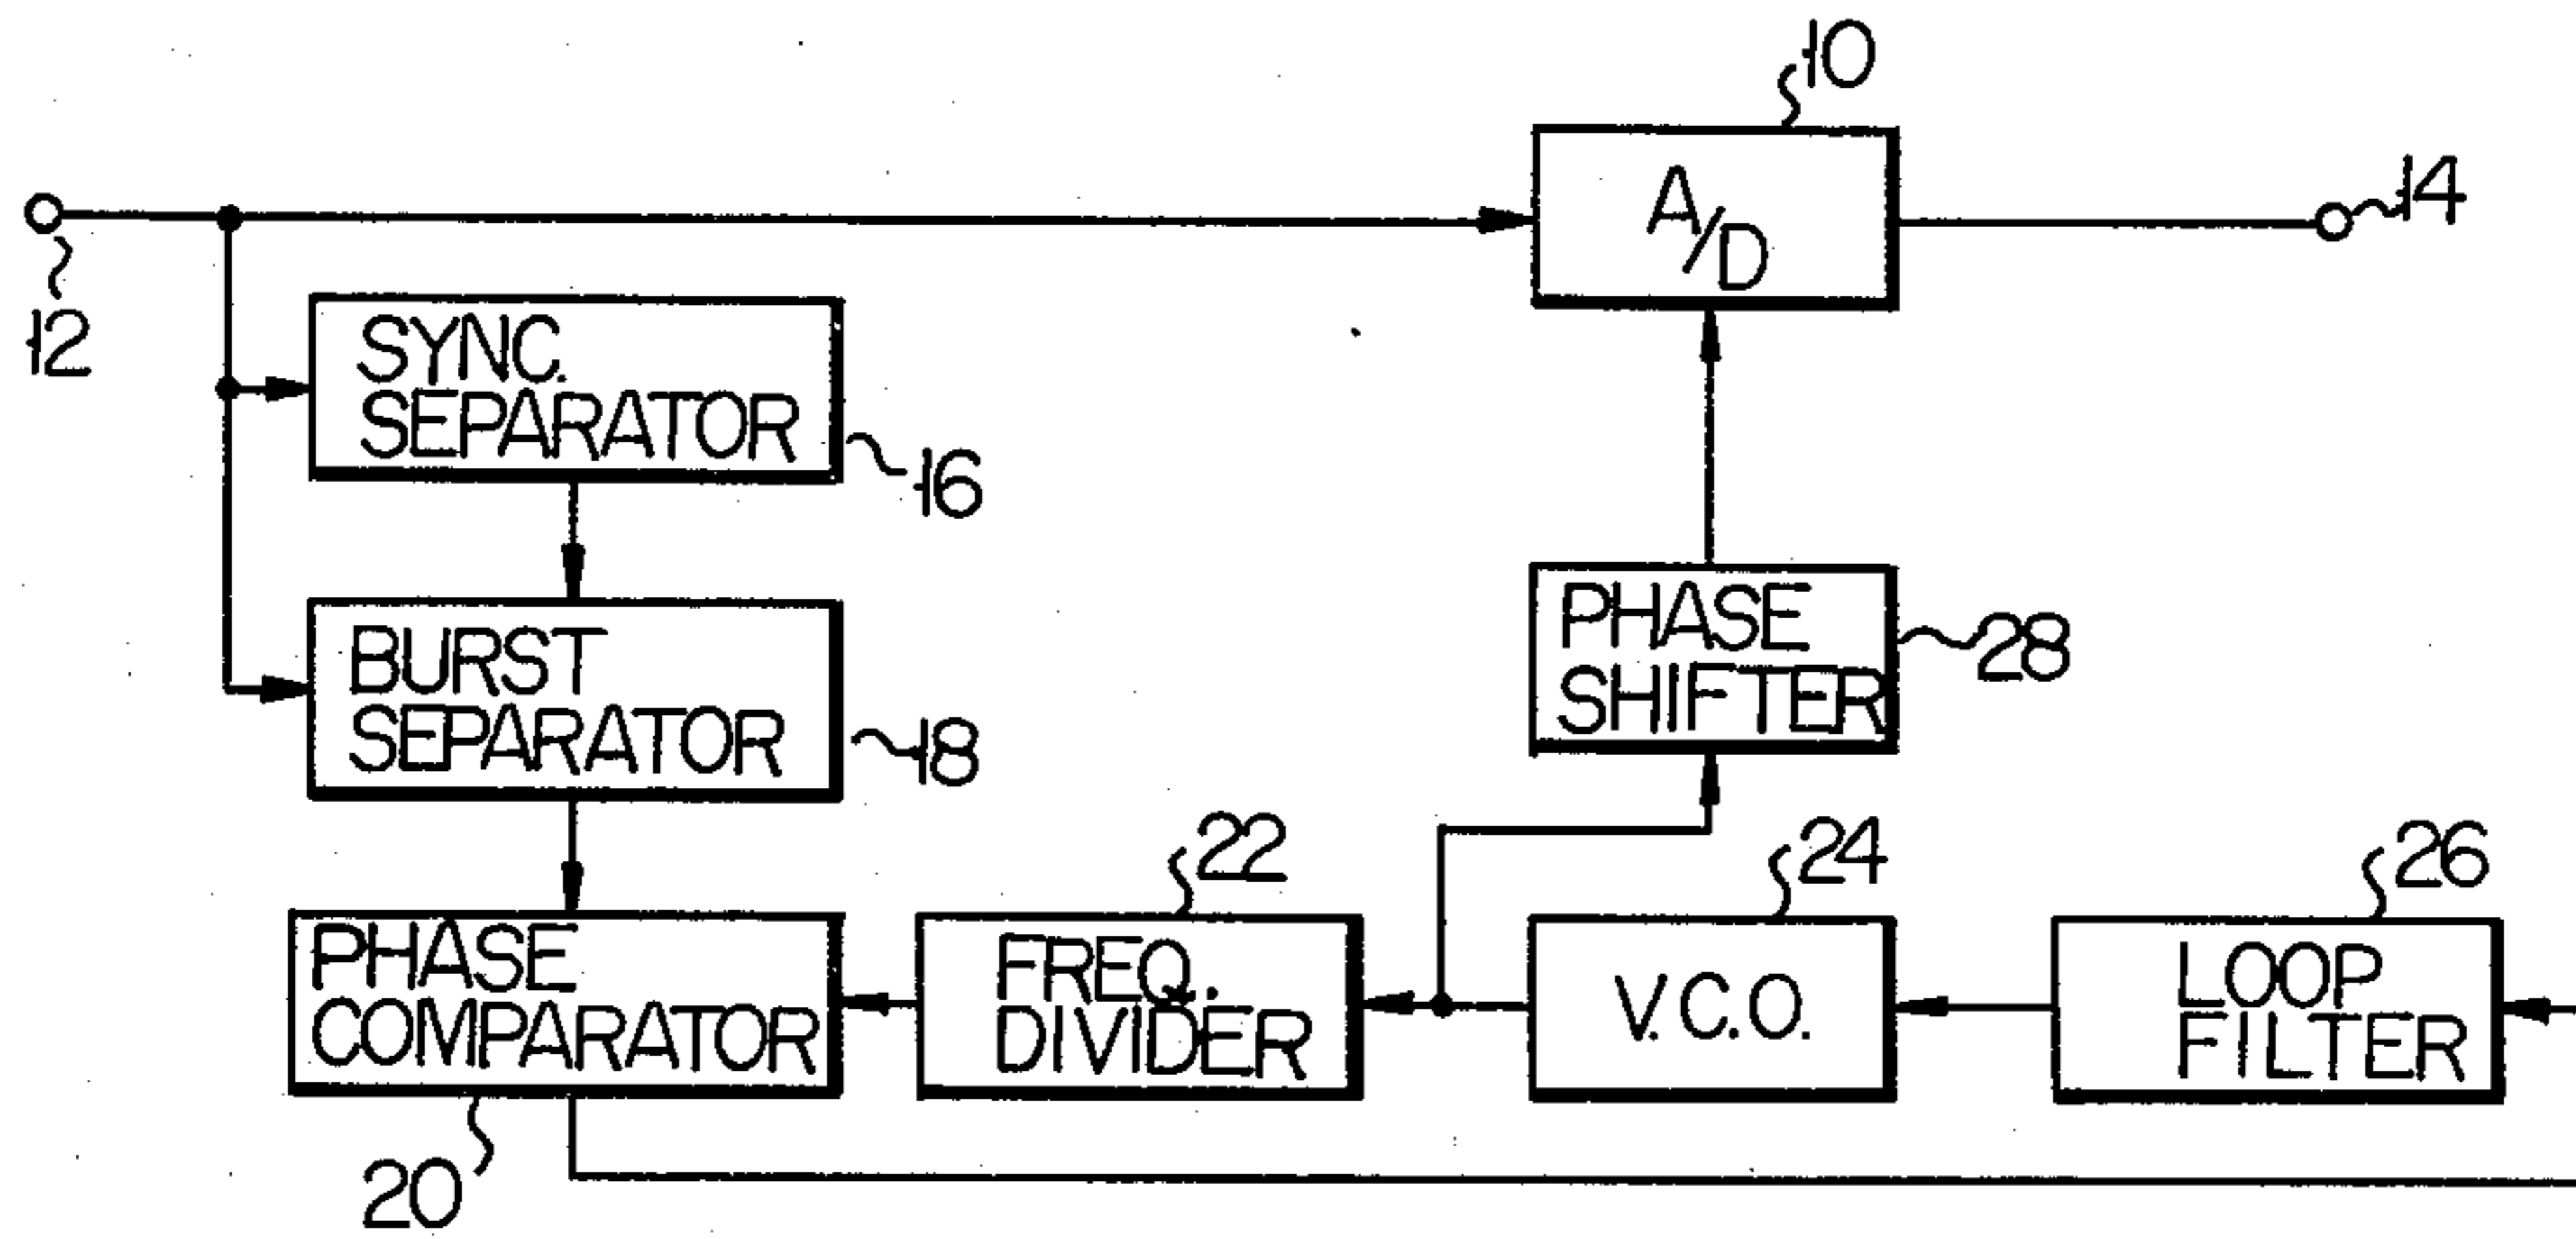 10
A/D
14
12
SYNC.
SEPARATOR
16
PHASE
SHIFTER
28
BURST
SEPARATOR
18
22
24
26
PHASE
COMPARATOR
FREQ.
DIVIDER
V.C.O.
LOOP
FILTER
20